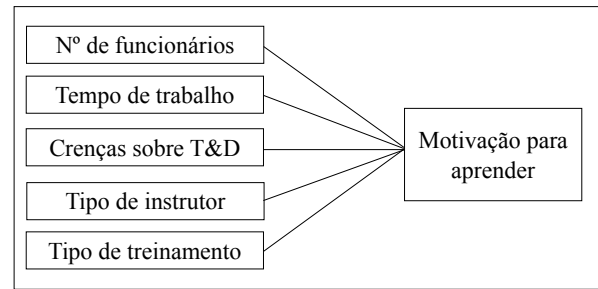 Nº de funcionários
Tempo de trabalho
Crenças sobre T&D
Tipo de instrutor
Tipo de treinamento
Motivação para
aprender